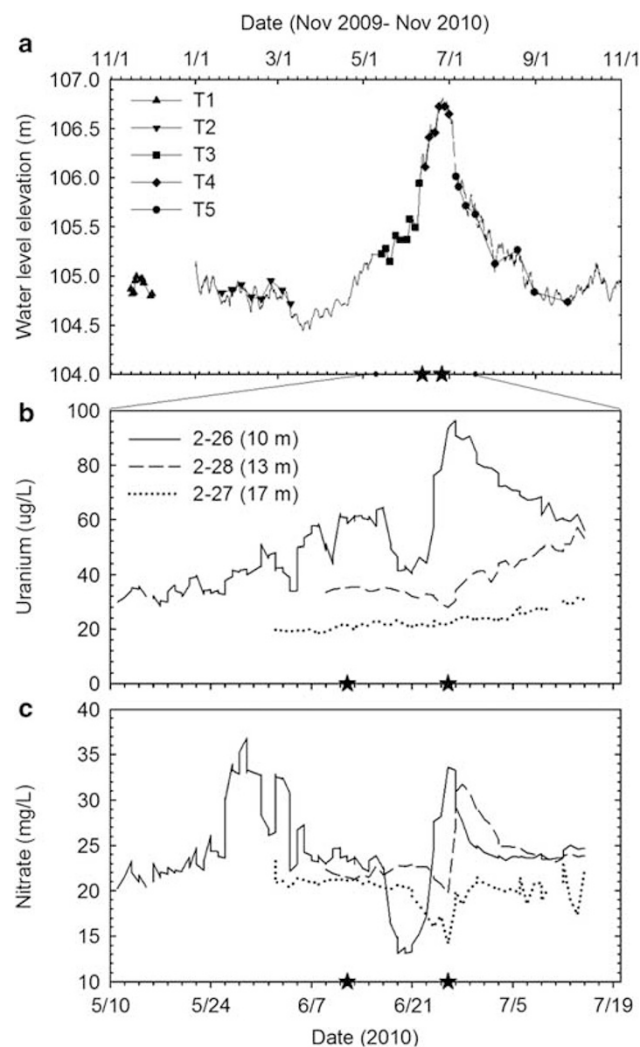 Date (Nov 2009- Nov 2010)
a
11/1 1/1 3/1 5/1 7/1 9/1 11/1
107.0
106.5
106.0
105.5
105.0
104.5
104.0
Water level elevation (m)
T1
T2
T3
T4
T5
b
100
80
60
40
20
0
Uranium (ug/L)
2-26 (10 m)
2-28 (13 m)
2-27 (17 m)
c
40
35
30
25
20
15
10
Nitrate (mg/L)
5/10 5/24 6/7 6/21 7/5 7/19
Date (2010)